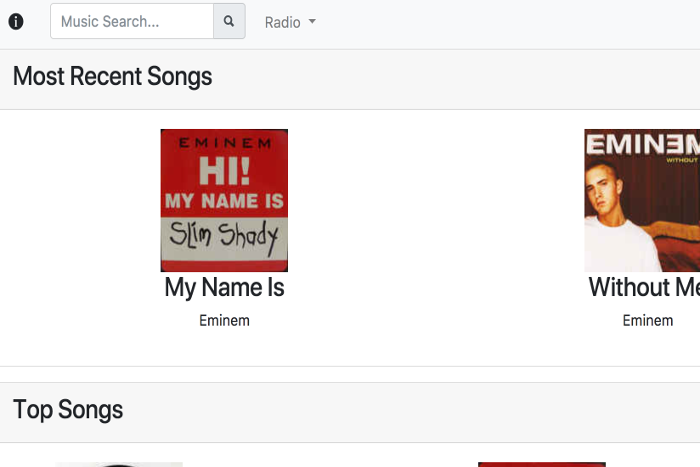 Music Search...
Radio
Most Recent Songs
EMINEM
HI!
MY NAME IS
Slim Shady
My Name Is
Eminem
EMINEM
WITHOUT
Without Me
Eminem
Top Songs